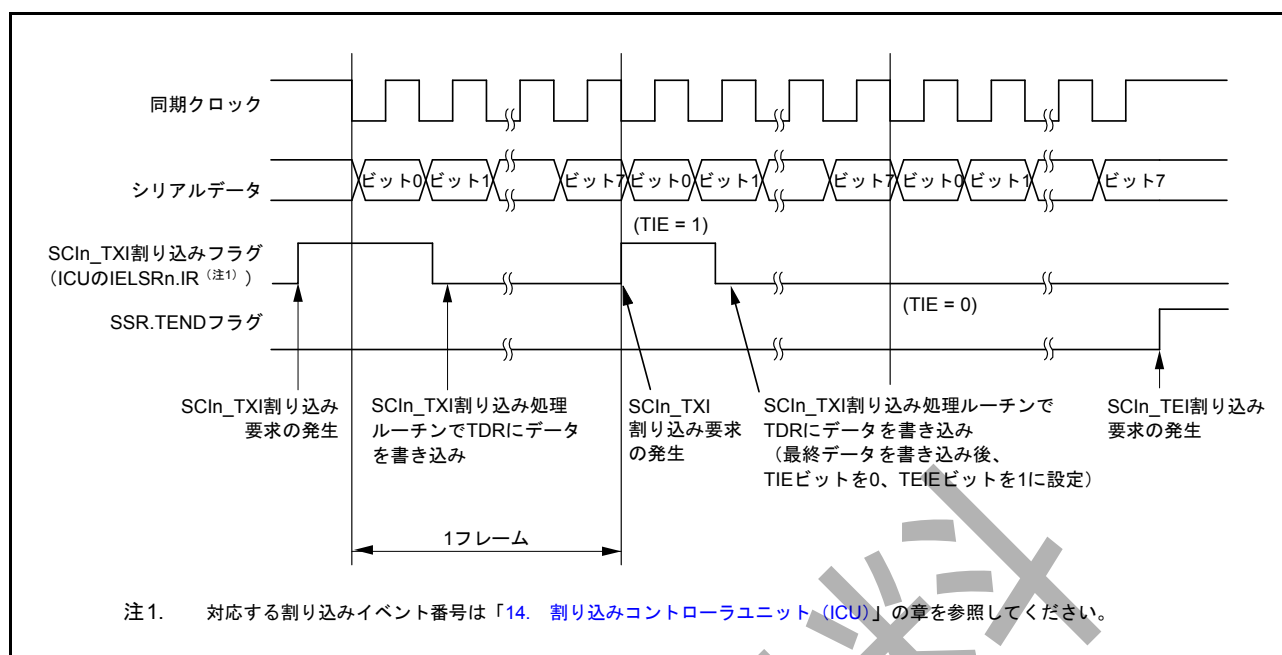 同期クロック
シリアルデータ
ビット0 ビット1 ビット7 ビット0 ビット1 ビット7 ビット0 ビット1 ビット7
(TIE = 1)
SCIn_TXI割り込みフラグ
（ICUのIELSRn.IR（注1））
(TIE = 0)
SSR.TENDフラグ
SCIn_TXI割り込み
要求の発生
SCIn_TXI割り込み処理
ルーチンでTDRにデータ
を書き込み
SCIn_TXI
割り込み要求
の発生
SCIn_TXI割り込み処理ルーチンで
TDRにデータを書き込み
（最終データを書き込み後、
TIEビットを0、TEIEビットを1に設定）
SCIn_TEI割り込み
要求の発生
1フレーム
注1. 対応する割り込みイベント番号は「14. 割り込みコントローラユニット（ICU）」の章を参照してください。